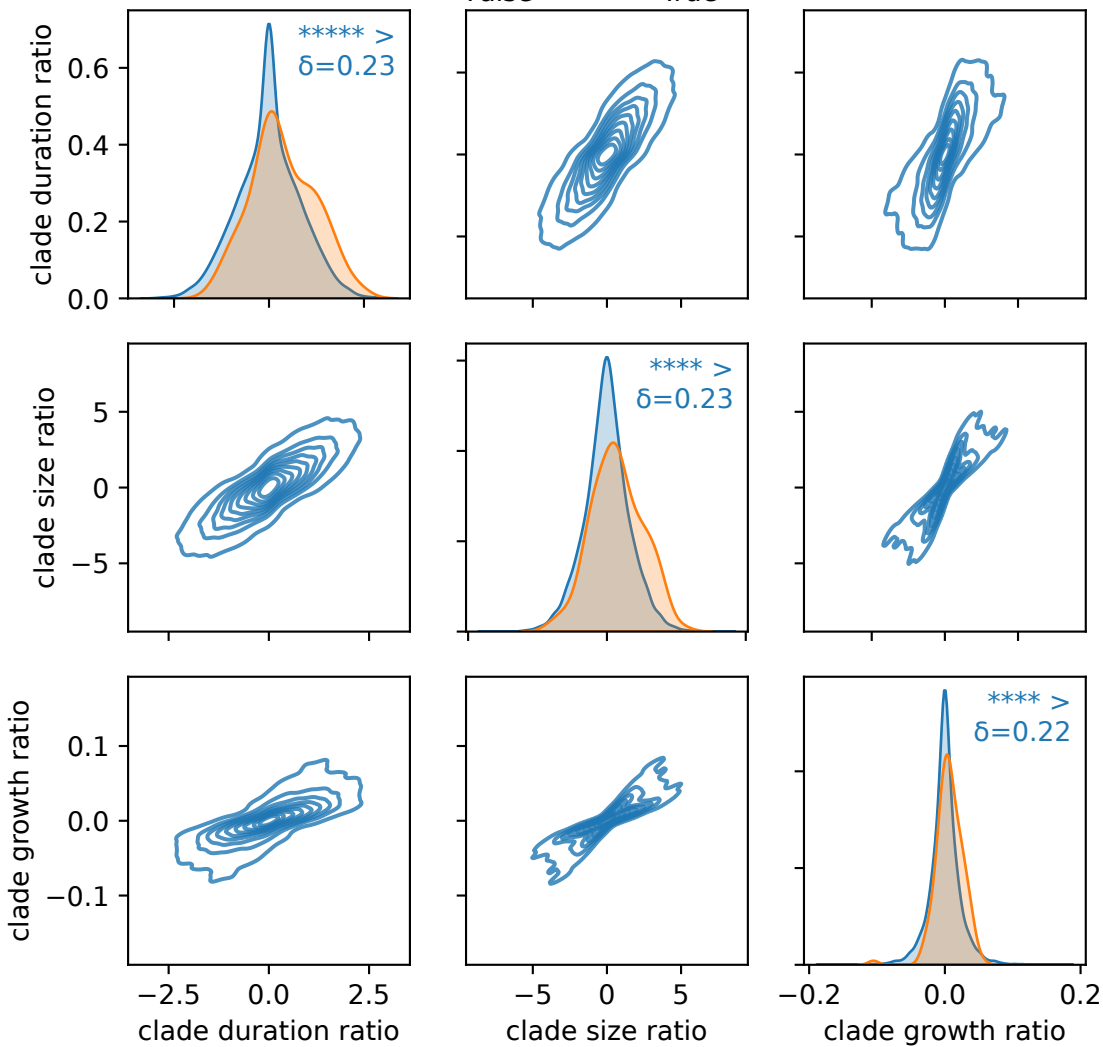 clade duration ratio
0.6
0.4
0.2
0.0
***** >
δ=0.23
clade size ratio
5
0
−5
**** >
δ=0.23
clade growth ratio
0.1
0.0
−0.1
**** >
δ=0.22
−2.5 0.0 2.5
−5 0 5
−0.2 0.0 0.2
clade duration ratio
clade size ratio
clade growth ratio